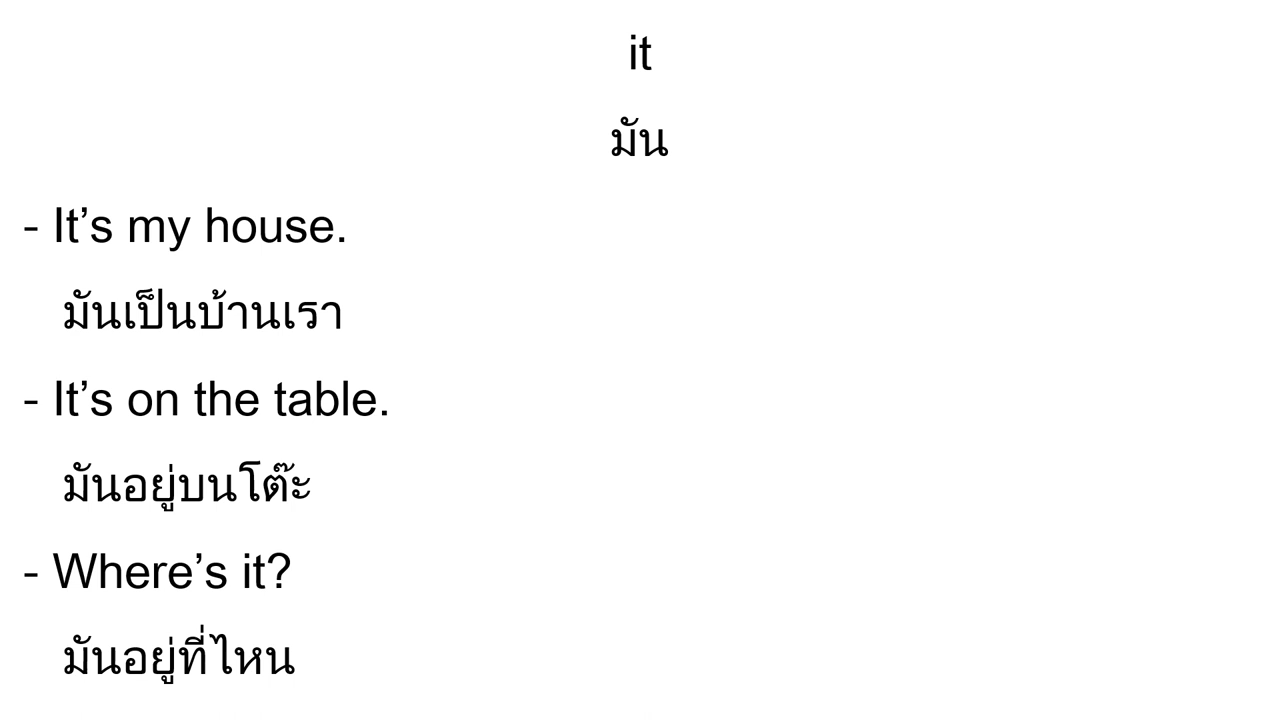 it
มัน
- It’s my house.
มันเป็นบ้านเรา
- It’s on the table.
มันอยู่บนโต๊ะ
- Where’s it?
มันอยู่ที่ไหน